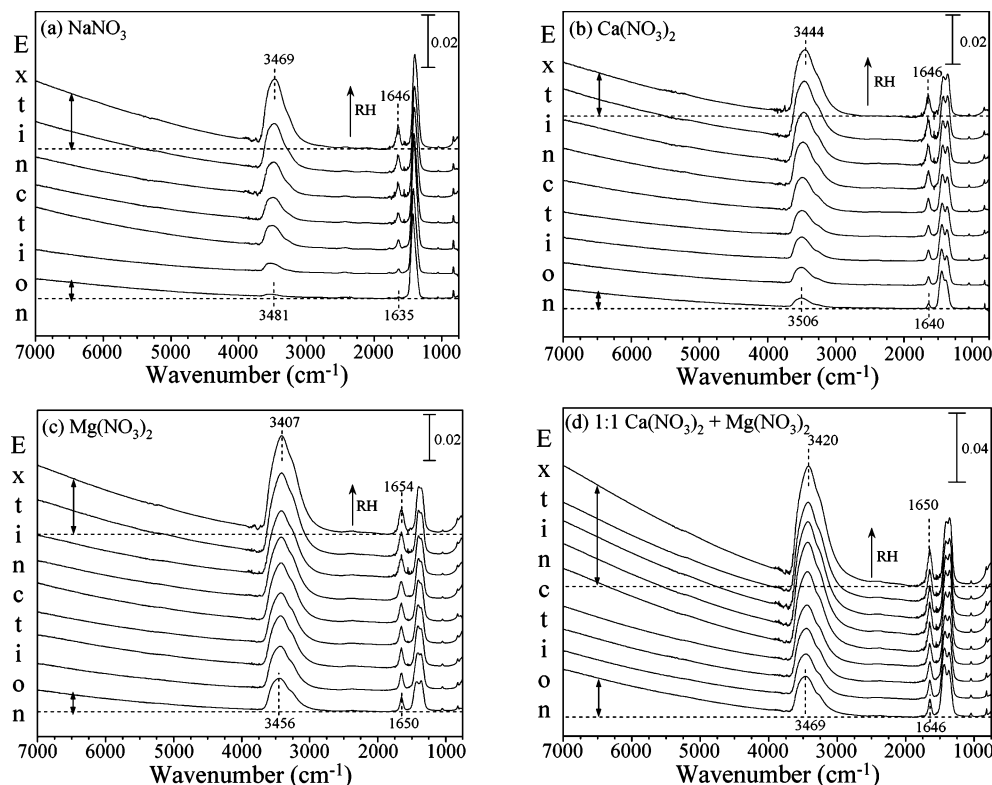 (a) NaNO3
Extinction
0.02
3469
RH
1646
3481
1635
7000 6000 5000 4000 3000 2000 1000
Wavenumber (cm-1)
(b) Ca(NO3)2
Extinction
0.02
3444
RH
1646
3506
1640
7000 6000 5000 4000 3000 2000 1000
Wavenumber (cm-1)
(c) Mg(NO3)2
Extinction
0.02
3407
RH
1654
3456
1650
7000 6000 5000 4000 3000 2000 1000
Wavenumber (cm-1)
(d) 1:1 Ca(NO3)2 + Mg(NO3)2
Extinction
0.04
3420
RH
1650
3469
1646
7000 6000 5000 4000 3000 2000 1000
Wavenumber (cm-1)